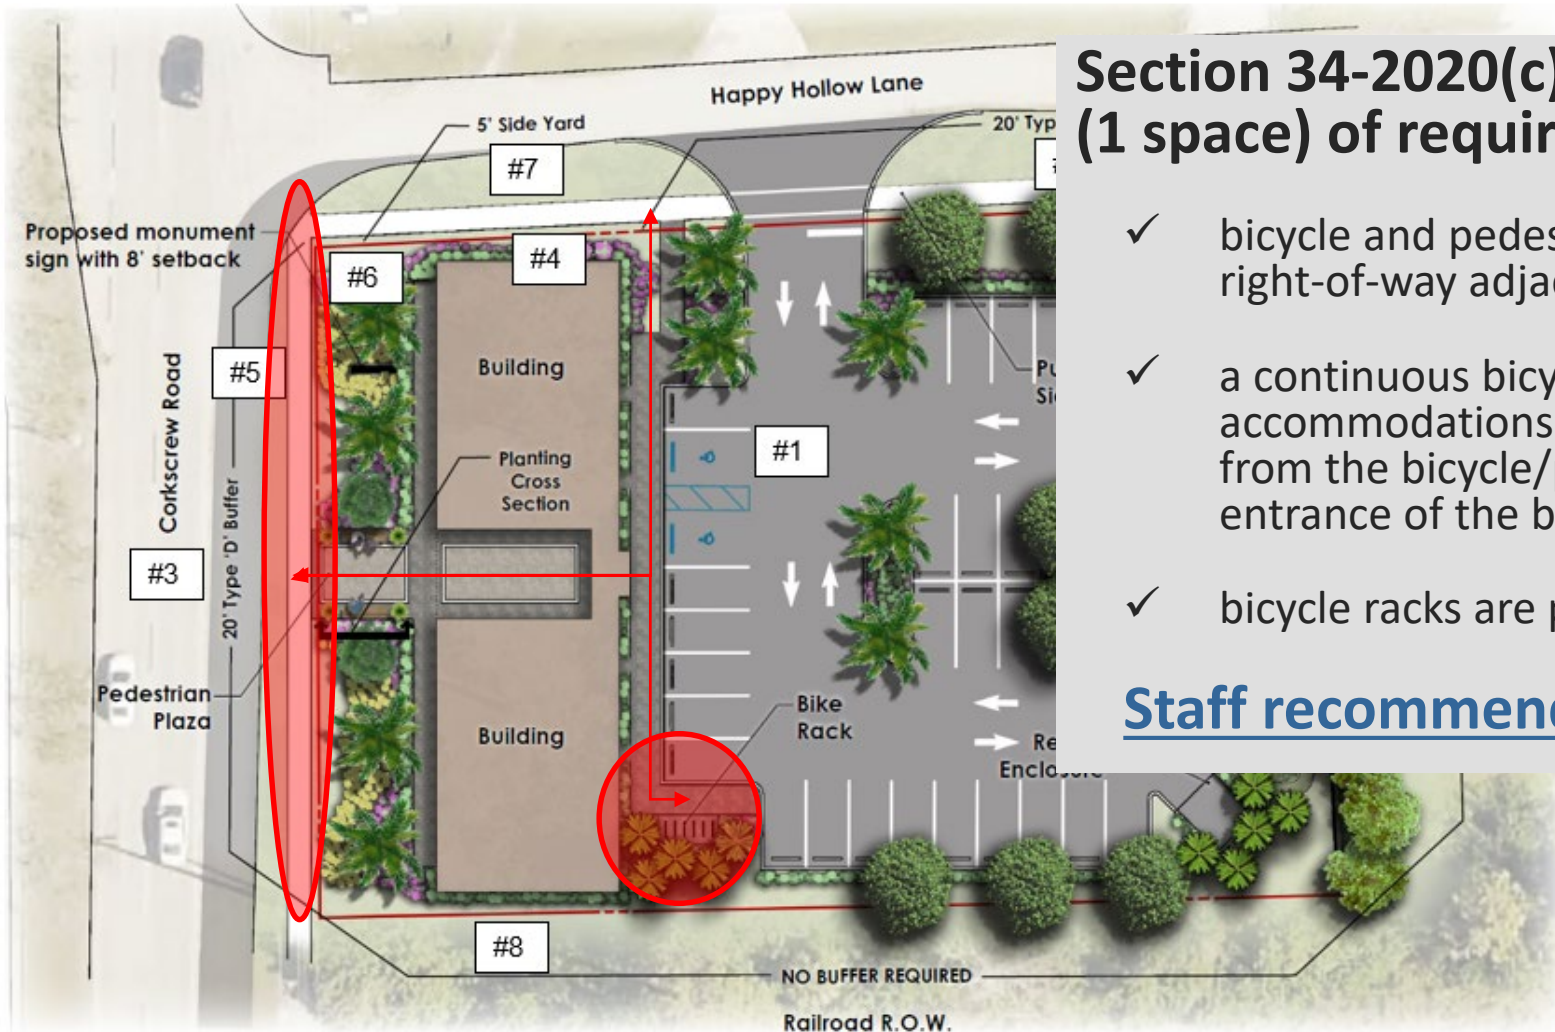 Happy Hollow Lane
5' Side Yard
20' Typ
#7
Proposed monument
sign with 8' setback
#6
#4
#5
Building
Corkscrew Road
#1
Planting
Cross
Section
20' Type 'D' Buffer
#3
Pedestrian
Plaza
Bike
Rack
Building
Enclosure
#8
NO BUFFER REQUIRED
Railroad R.O.W.
Section 34-2020(c)
(1 space) of requir
✓ bicycle and pedes
right-of-way adja
✓ a continuous bicy
accommodations
from the bicycle/
entrance of the b
✓ bicycle racks are p
Staff recommend